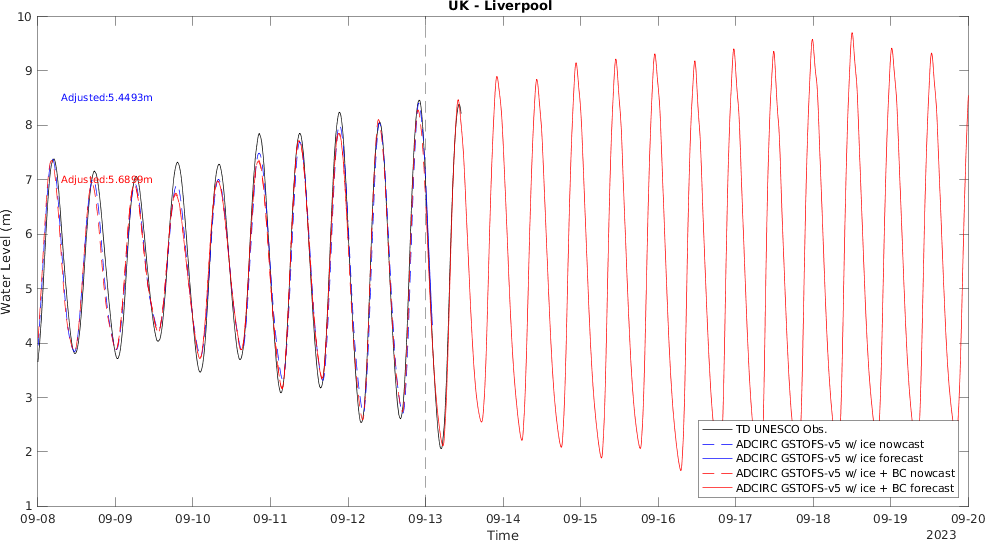 UK - Liverpool
10
9
8
7
6
5
4
3
2
1
Water Level (m)
Adjusted:5.4493m
Adjusted:5.6899m
TD UNESCO Obs.
ADCIRC GSTOFS-v5 w/ ice nowcast
ADCIRC GSTOFS-v5 w/ ice forecast
ADCIRC GSTOFS-v5 w/ ice + BC nowcast
ADCIRC GSTOFS-v5 w/ ice + BC forecast
09-08 09-09 09-10 09-11 09-12 09-13 09-14 09-15 09-16 09-17 09-18 09-19 09-20
Time
2023